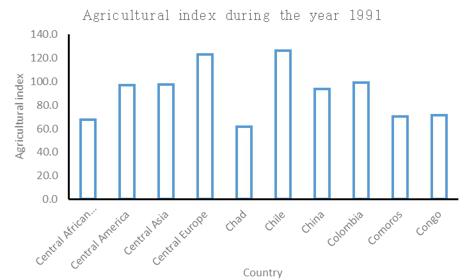 Agricultural index during the year 1991
140.0
120.0
100.0
80.0
60.0
40.0
20.0
0.0
Agricultural index
Central African...
Central America
Central Asia
Central Europe
Chad
Chile
China
Colombia
Comoros
Congo
Country